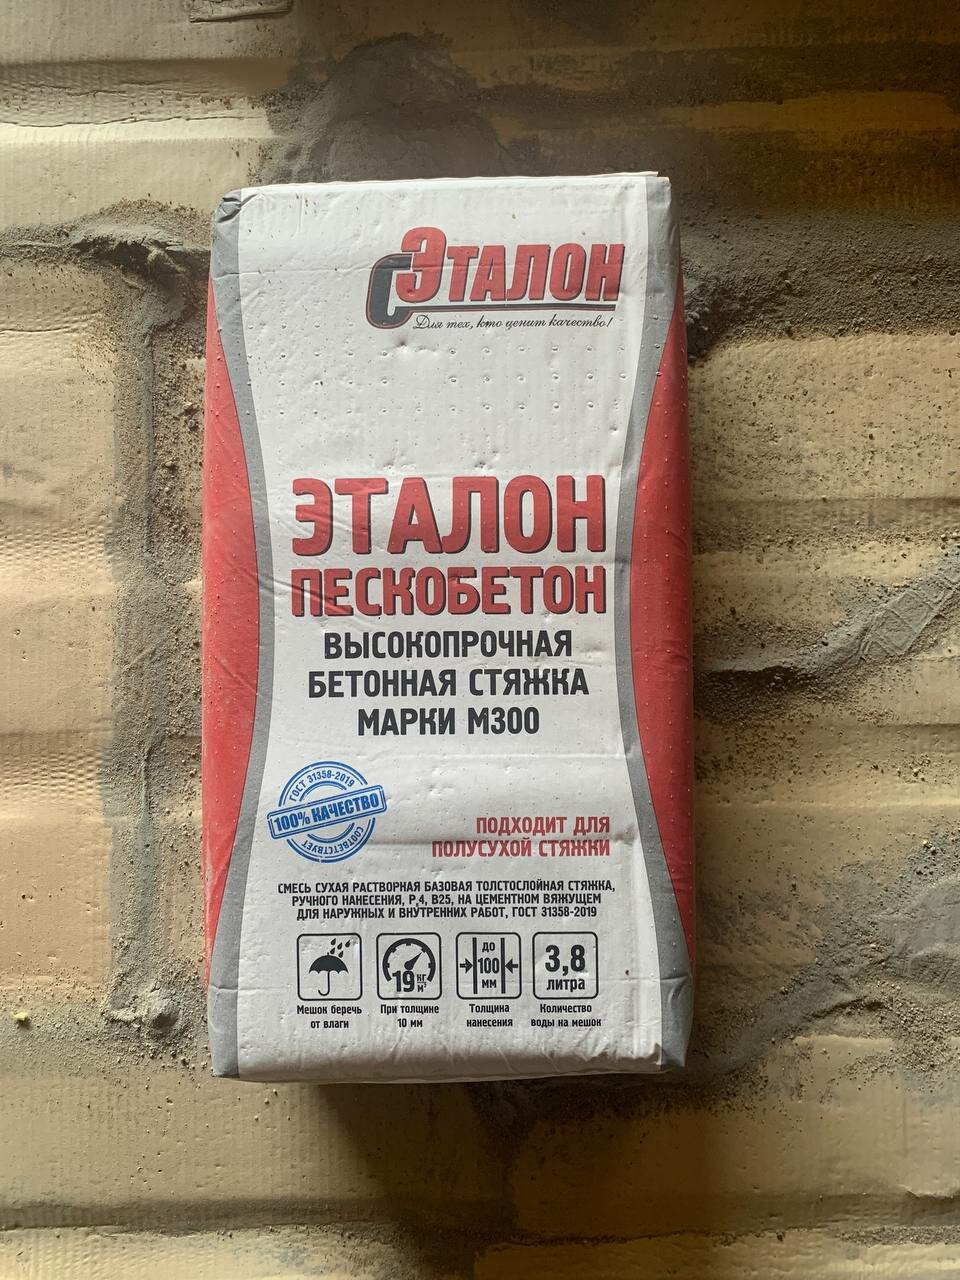 Эталон
Для тех, кто ценит качество!
ЭТАЛОН
ПЕСКОБЕТОН
ВЫСОКОПРОЧНАЯ
БЕТОННАЯ СТЯЖКА
МАРКИ М300
ГОСТ 31358-2019
100% КАЧЕСТВО
СООТВЕТСТВУЕТ
ПОДХОДИТ ДЛЯ
ПОЛУСУХОЙ СТЯЖКИ
СМЕСЬ СУХАЯ РАСТВОРНАЯ БАЗОВАЯ ТОЛСТОСЛОЙНАЯ СТЯЖКА,
РУЧНОГО НАНЕСЕНИЯ, Р 4, В25, НА ЦЕМЕНТНОМ ВЯЖУЩЕМ
ДЛЯ НАРУЖНЫХ И ВНУТРЕННИХ РАБОТ, ГОСТ 31358-2019
Мешок беречь
от влаги
19 кг/м²
При толщине
10 мм
до
100
мм
Толщина
нанесения
3,8
литра
Количество
воды на мешок